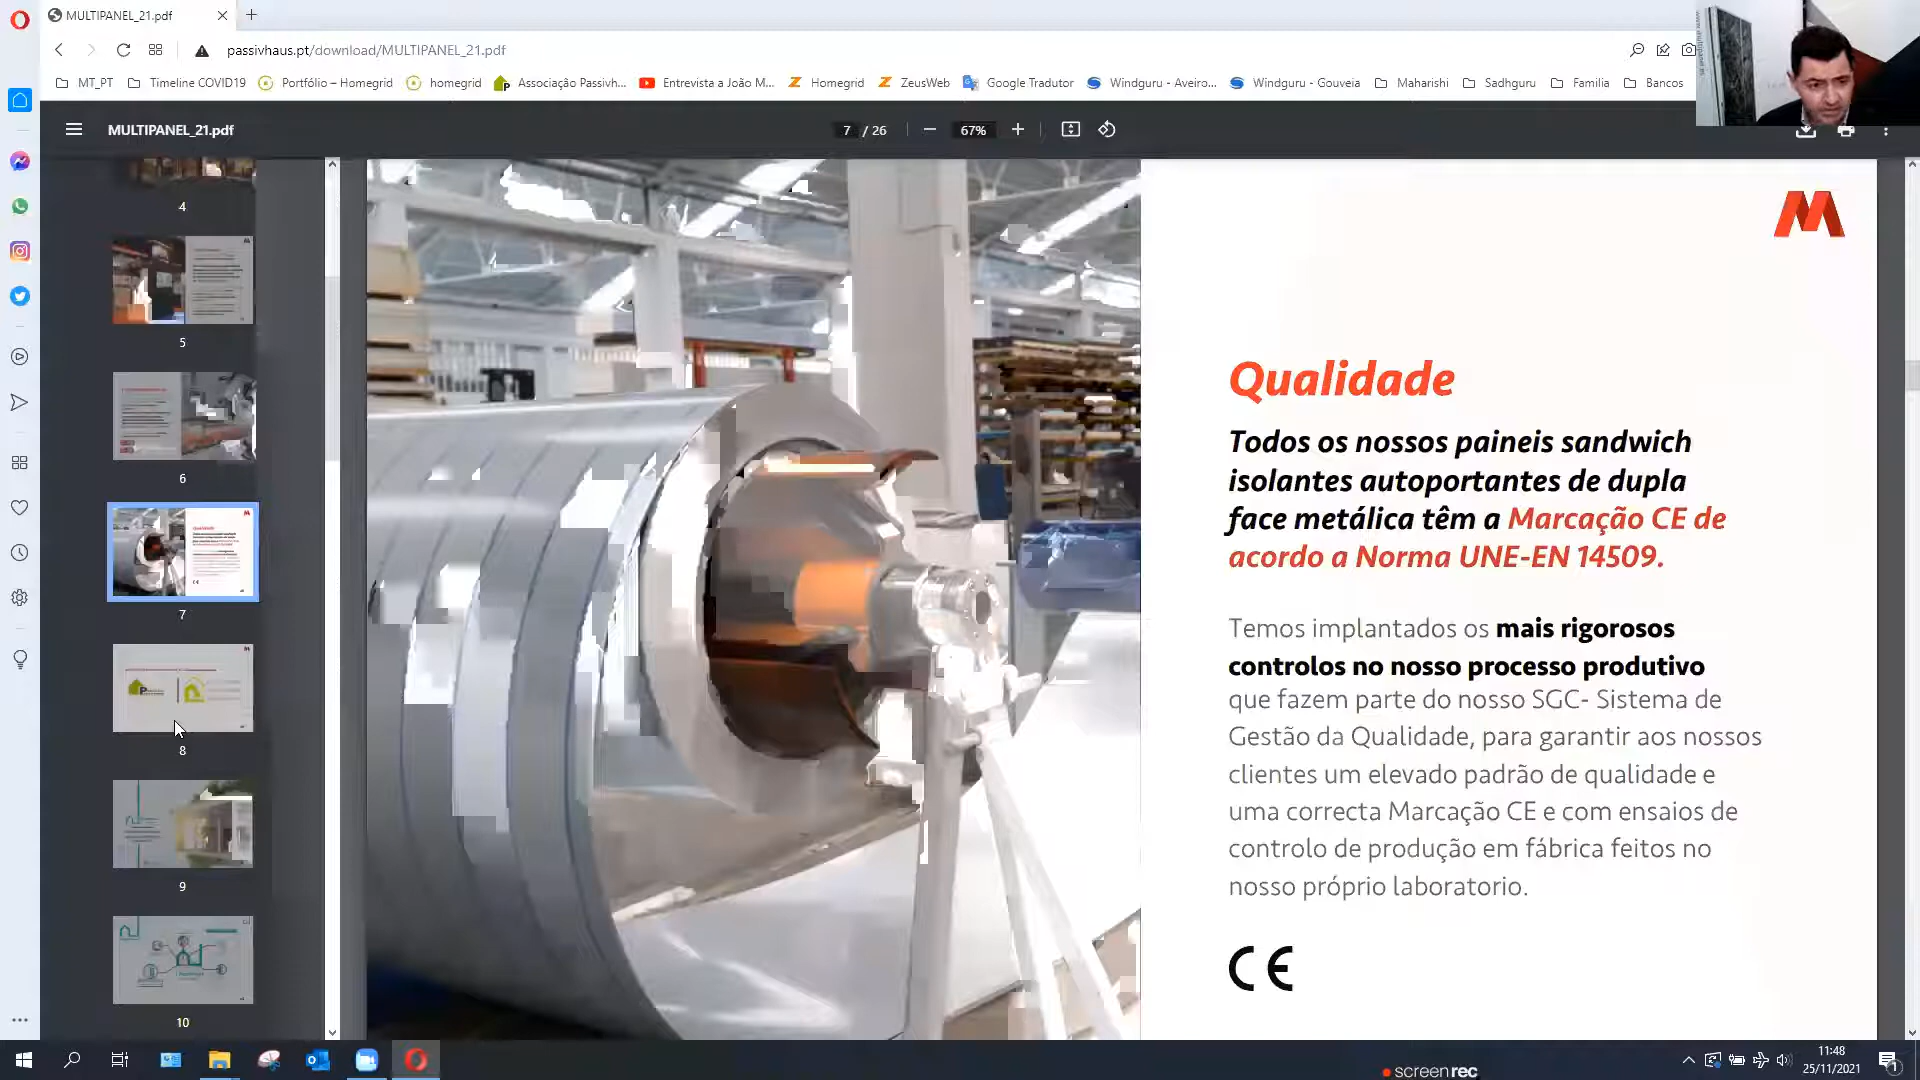 MULTIPANEL_21.pdf
passivhaus.pt/download/MULTIPANEL_21.pdf
MT_PT Timeline COVID19 Portfólio – Homegrid homegrid Associação Passivh... Entrevista a João M... Homegrid ZeusWeb Google Tradutor Windguru - Aveiro... Windguru - Gouveia Maharishi Sadhguru Familia Bancos
MULTIPANEL_21.pdf 7 / 26 67%
4
5
6
7
8
9
10
Qualidade
Todos os nossos paineis sandwich
isolantes autoportantes de dupla
face metálica têm a Marcação CE de
acordo a Norma UNE-EN 14509.
Temos implantados os mais rigorosos
controlos no nosso processo produtivo
que fazem parte do nosso SGC- Sistema de
Gestão da Qualidade, para garantir aos nossos
clientes um elevado padrão de qualidade e
uma correcta Marcação CE e com ensaios de
controlo de produção em fábrica feitos no
nosso próprio laboratorio.
CE
11:48
25/11/2021
screenrec